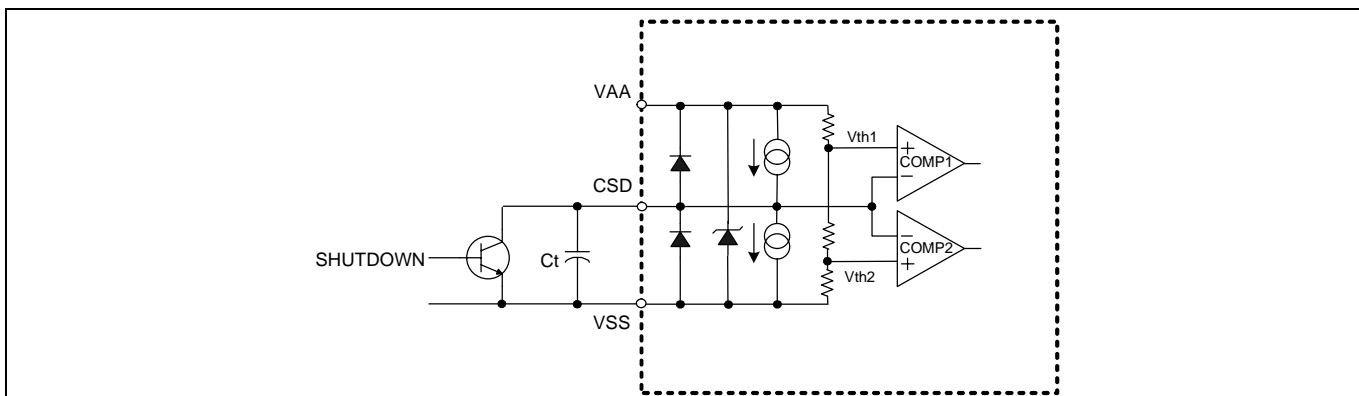 VAA
Vth1
+
COMP1
−
CSD
−
COMP2
+
SHUTDOWN
Ct
Vth2
VSS